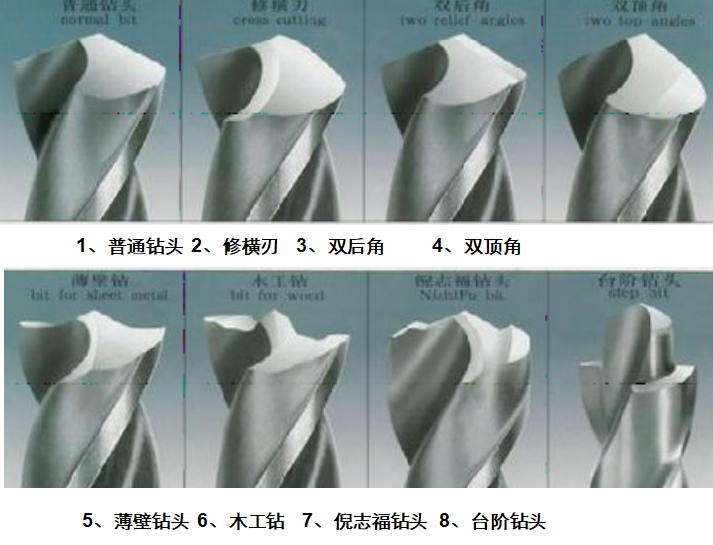 普通钻头 修横刃 双后角 双顶角
normal bit cross cutting two relief-angles two top-angles
1、普通钻头 2、修横刃 3、双后角 4、双顶角
薄壁钻 木工钻 倪志福钻头 台阶钻头
bit for sheet metal bit for wood NizhiFu bit step bit
5、薄壁钻头 6、木工钻 7、倪志福钻头 8、台阶钻头